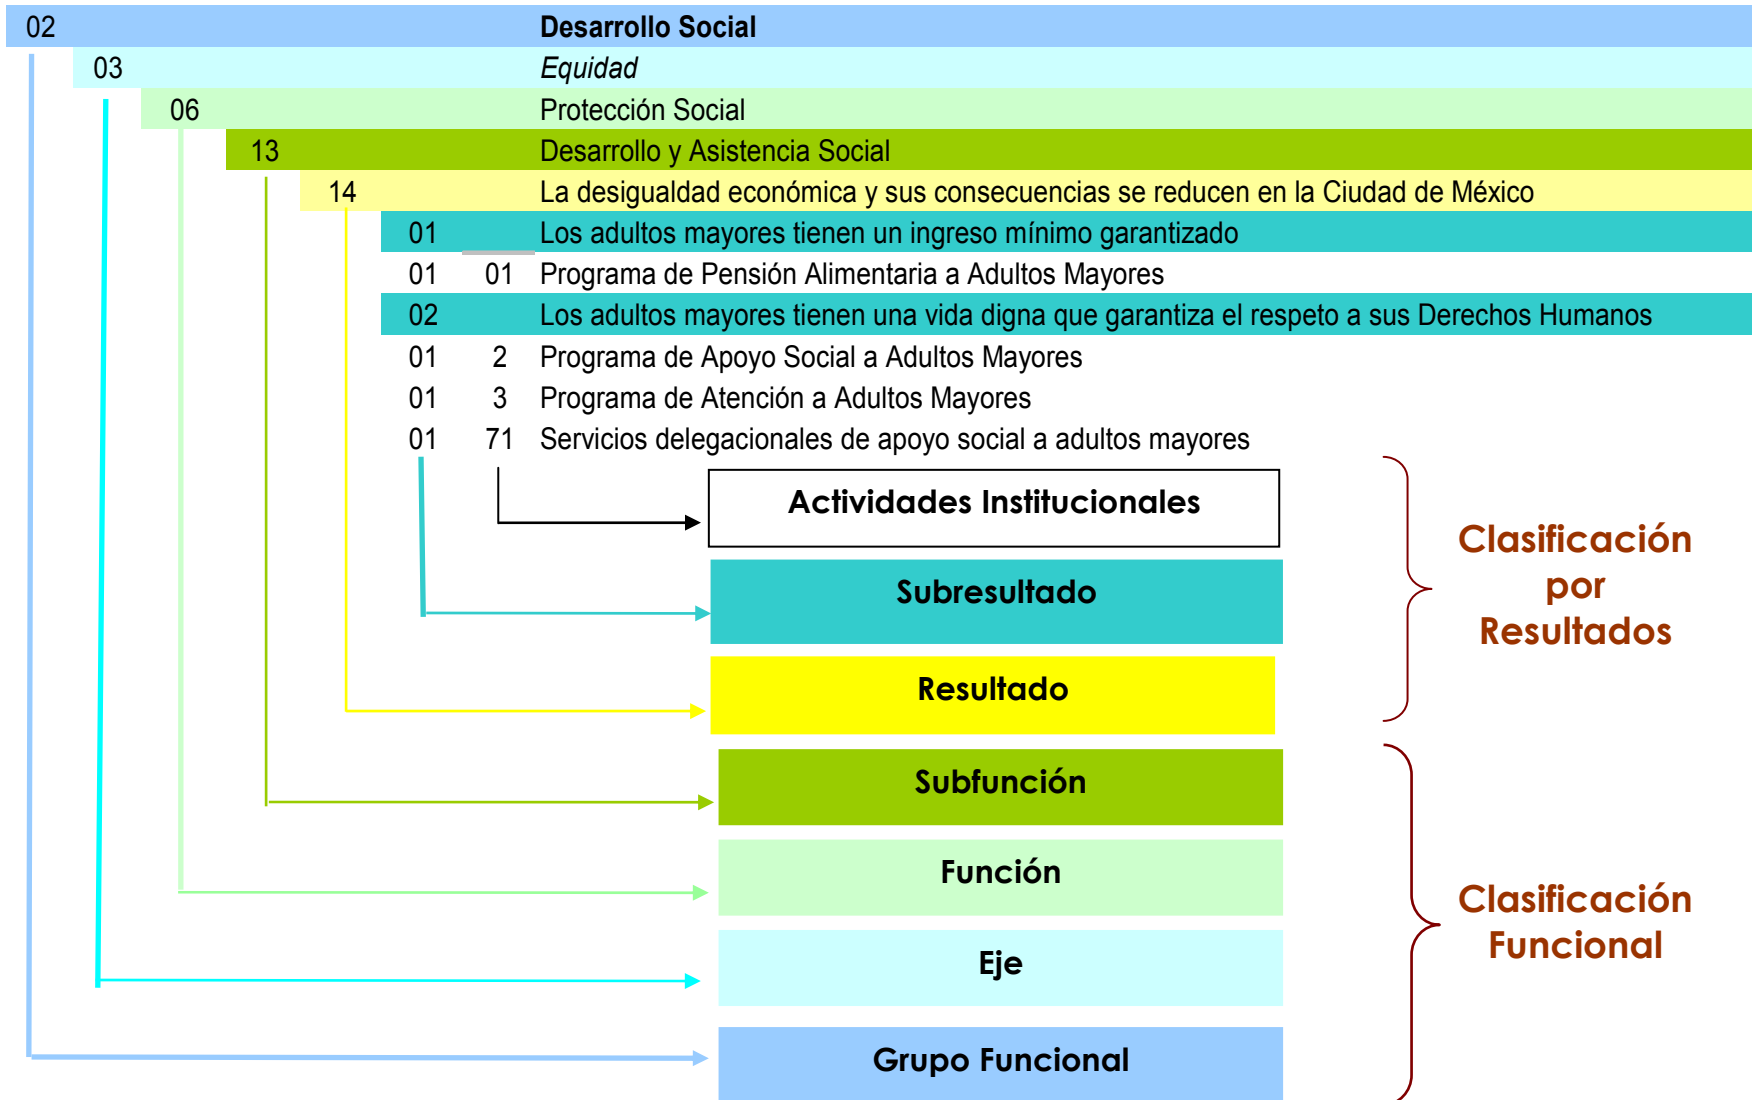 02 Desarrollo Social
03 Equidad
06 Protección Social
13 Desarrollo y Asistencia Social
14 La desigualdad económica y sus consecuencias se reducen en la Ciudad de México
01 Los adultos mayores tienen un ingreso mínimo garantizado
01 01 Programa de Pensión Alimentaria a Adultos Mayores
02 Los adultos mayores tienen una vida digna que garantiza el respeto a sus Derechos Humanos
01 2 Programa de Apoyo Social a Adultos Mayores
01 3 Programa de Atención a Adultos Mayores
01 71 Servicios delegacionales de apoyo social a adultos mayores
Actividades Institucionales
Subresultado
Resultado
Clasificación
por
Resultados
Subfunción
Función
Eje
Grupo Funcional
Clasificación
Funcional